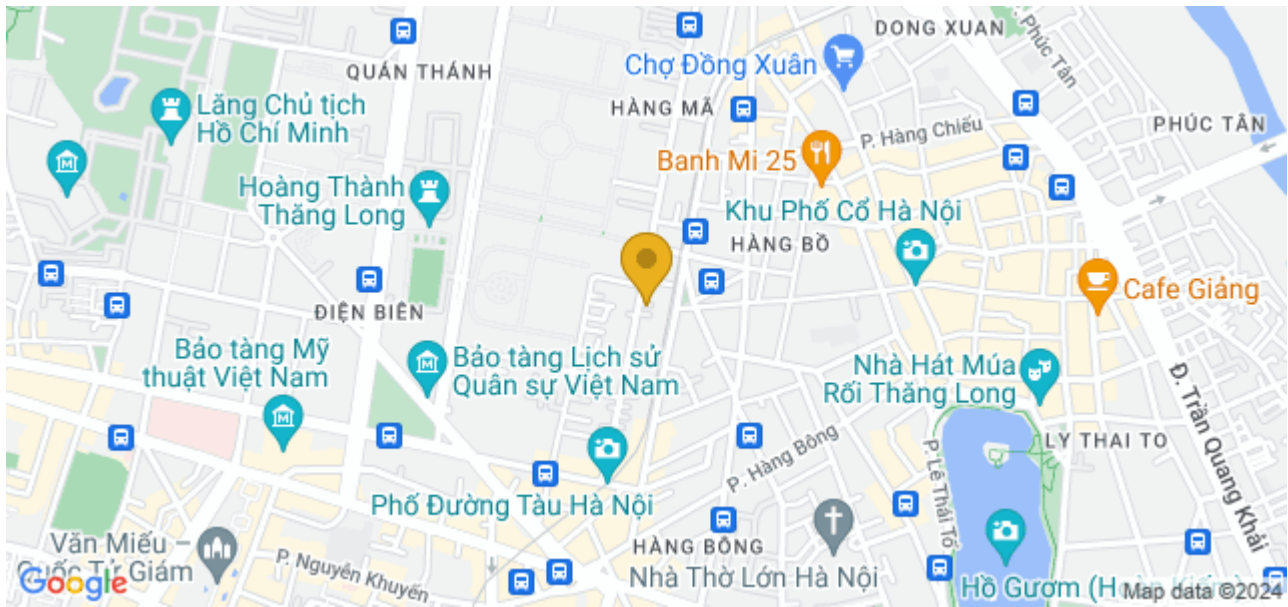 DONG XUAN
P. Phúc Tân
QUÁN THÁNH
Chợ Đồng Xuân
Lăng Chủ tịch
Hồ Chí Minh
HÀNG MÃ
PHÚC TÂN
P. Hàng Chiếu
Banh Mi 25
Hoàng Thành
Thăng Long
Khu Phố Cổ Hà Nội
HÀNG BỒ
Cafe Giảng
ĐIỆN BIÊN
Bảo tàng Mỹ
thuật Việt Nam
Bảo tàng Lịch sử
Quân sự Việt Nam
Nhà Hát Múa
Rối Thăng Long
Đ. Trần Quang Khải
LY THAI TO
P. Hàng Bông
P. Lê Thái Tổ
Phố Đường Tàu Hà Nội
Văn Miếu –
Quốc Tử Giám
P. Nguyễn Khuyến
HÀNG BÔNG
Nhà Thờ Lớn Hà Nội
Hồ Gươm (H
Google
Map data ©2024